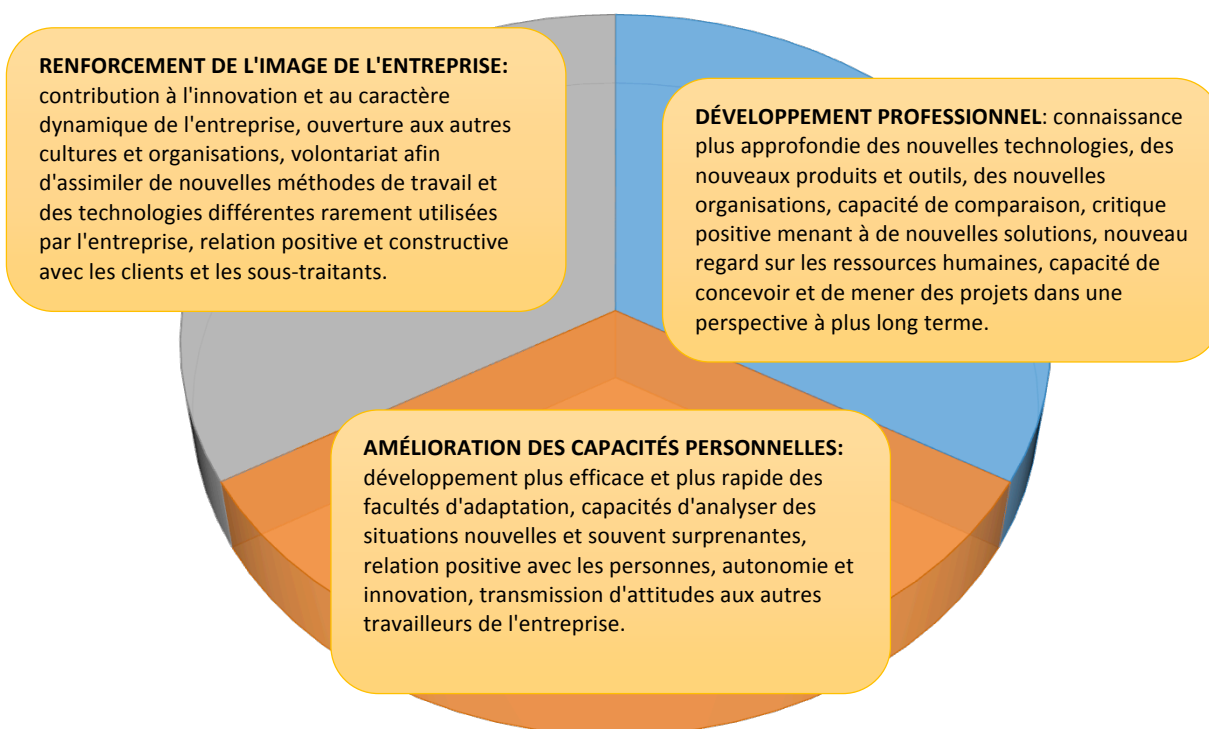 RENFORCEMENT DE L'IMAGE DE L'ENTREPRISE:
contribution à l'innovation et au caractère
dynamique de l'entreprise, ouverture aux autres
cultures et organisations, volontariat afin
d'assimiler de nouvelles méthodes de travail et
des technologies différentes rarement utilisées
par l'entreprise, relation positive et constructive
avec les clients et les sous-traitants.
DÉVELOPPEMENT PROFESSIONNEL: connaissance
plus approfondie des nouvelles technologies, des
nouveaux produits et outils, des nouvelles
organisations, capacité de comparaison, critique
positive menant à de nouvelles solutions, nouveau
regard sur les ressources humaines, capacité de
concevoir et de mener des projets dans une
perspective à plus long terme.
AMÉLIORATION DES CAPACITÉS PERSONNELLES:
développement plus efficace et plus rapide des
facultés d'adaptation, capacités d'analyser des
situations nouvelles et souvent surprenantes,
relation positive avec les personnes, autonomie et
innovation, transmission d'attitudes aux autres
travailleurs de l'entreprise.